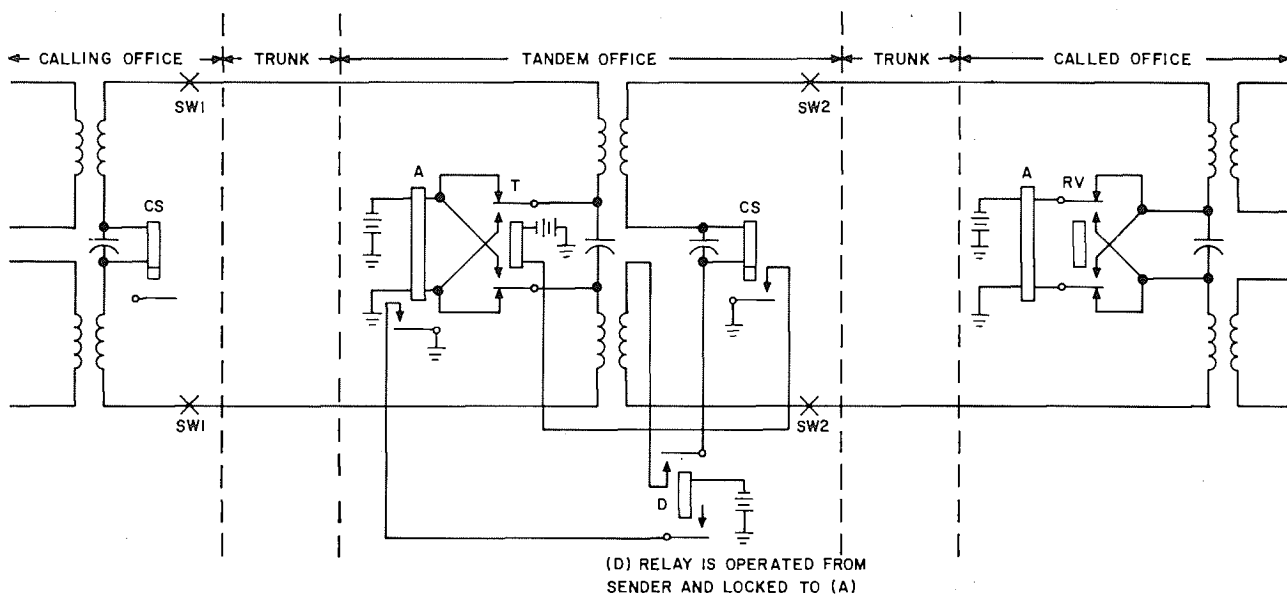 CALLING OFFICE
TRUNK
TANDEM OFFICE
TRUNK
CALLED OFFICE
SW1
SW2
A
T
CS
CS
A
RV
SW1
SW2
D
(D) RELAY IS OPERATED FROM
SENDER AND LOCKED TO (A)